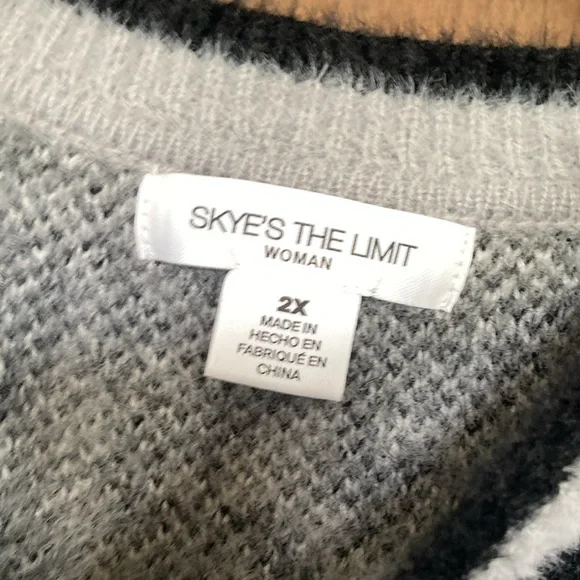 SKYE'S THE LIMIT
WOMAN
2X
MADE IN
HECHO EN
FABRIQUÉ EN
CHINA